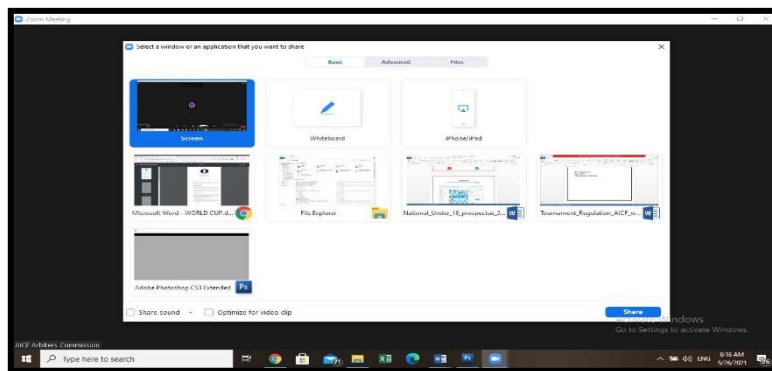 Zoom Meeting
Select a window or an application that you want to share
Basic Advanced Files
Screen
Whiteboard
iPhone/iPad
Microsoft Word - WORLD CUP.d...
File Explorer
National_Under_18_prospectus_2...
Tournament_Regulation_AICF_w...
Adobe Photoshop CS3 Extended
Ps
Share sound
Optimize for video clip
Share
Activate Windows
Go to Settings to activate Windows.
AICF Arbiters Commission
Type here to search
ENG
6:16 AM
5/26/2021